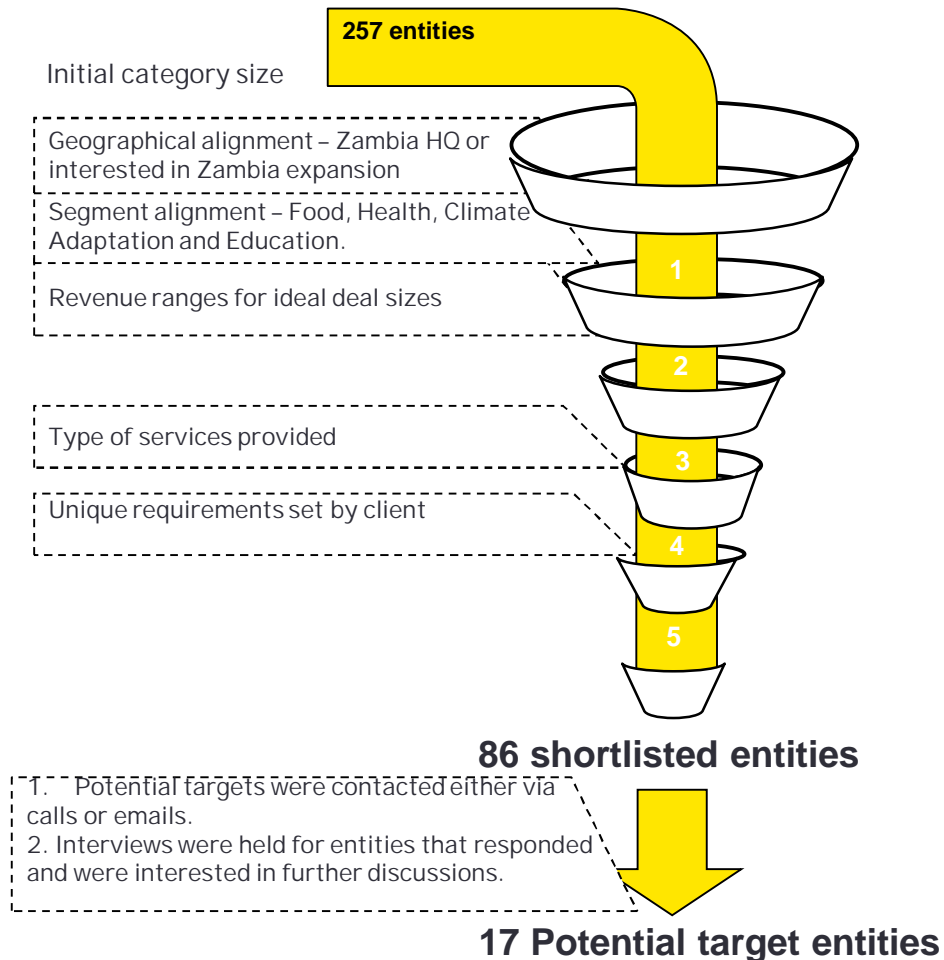 257 entities
Initial category size
Geographical alignment – Zambia HQ or
interested in Zambia expansion
Segment alignment – Food, Health, Climate
Adaptation and Education.
Revenue ranges for ideal deal sizes
1
2
Type of services provided
3
Unique requirements set by client
4
5
86 shortlisted entities
1. Potential targets were contacted either via
calls or emails.
2. Interviews were held for entities that responded
and were interested in further discussions.
17 Potential target entities